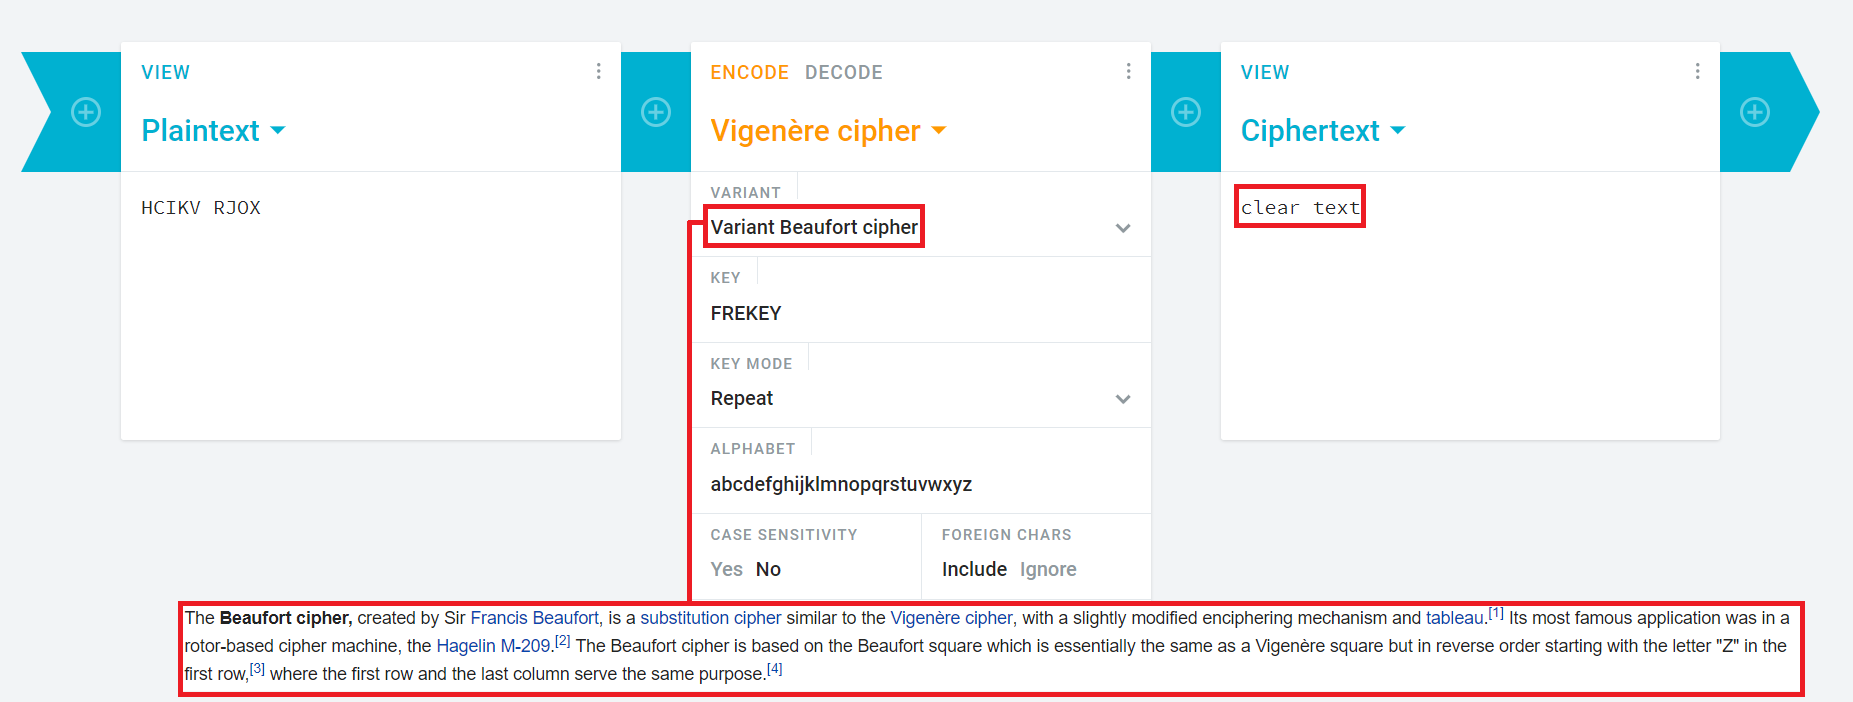 VIEW
Plaintext
HCIKV RJOX
ENCODE DECODE
Vigenère cipher
VARIANT
Variant Beaufort cipher
KEY
FREKEY
KEY MODE
Repeat
ALPHABET
abcdefghijklmnopqrstuvwxyz
CASE SENSITIVITY
Yes No
FOREIGN CHARS
Include Ignore
VIEW
Ciphertext
clear text
The Beaufort cipher, created by Sir Francis Beaufort, is a substitution cipher similar to the Vigenère cipher, with a slightly modified enciphering mechanism and tableau.[1] Its most famous application was in a
rotor-based cipher machine, the Hagelin M-209.[2] The Beaufort cipher is based on the Beaufort square which is essentially the same as a Vigenère square but in reverse order starting with the letter "Z" in the
first row,[3] where the first row and the last column serve the same purpose.[4]